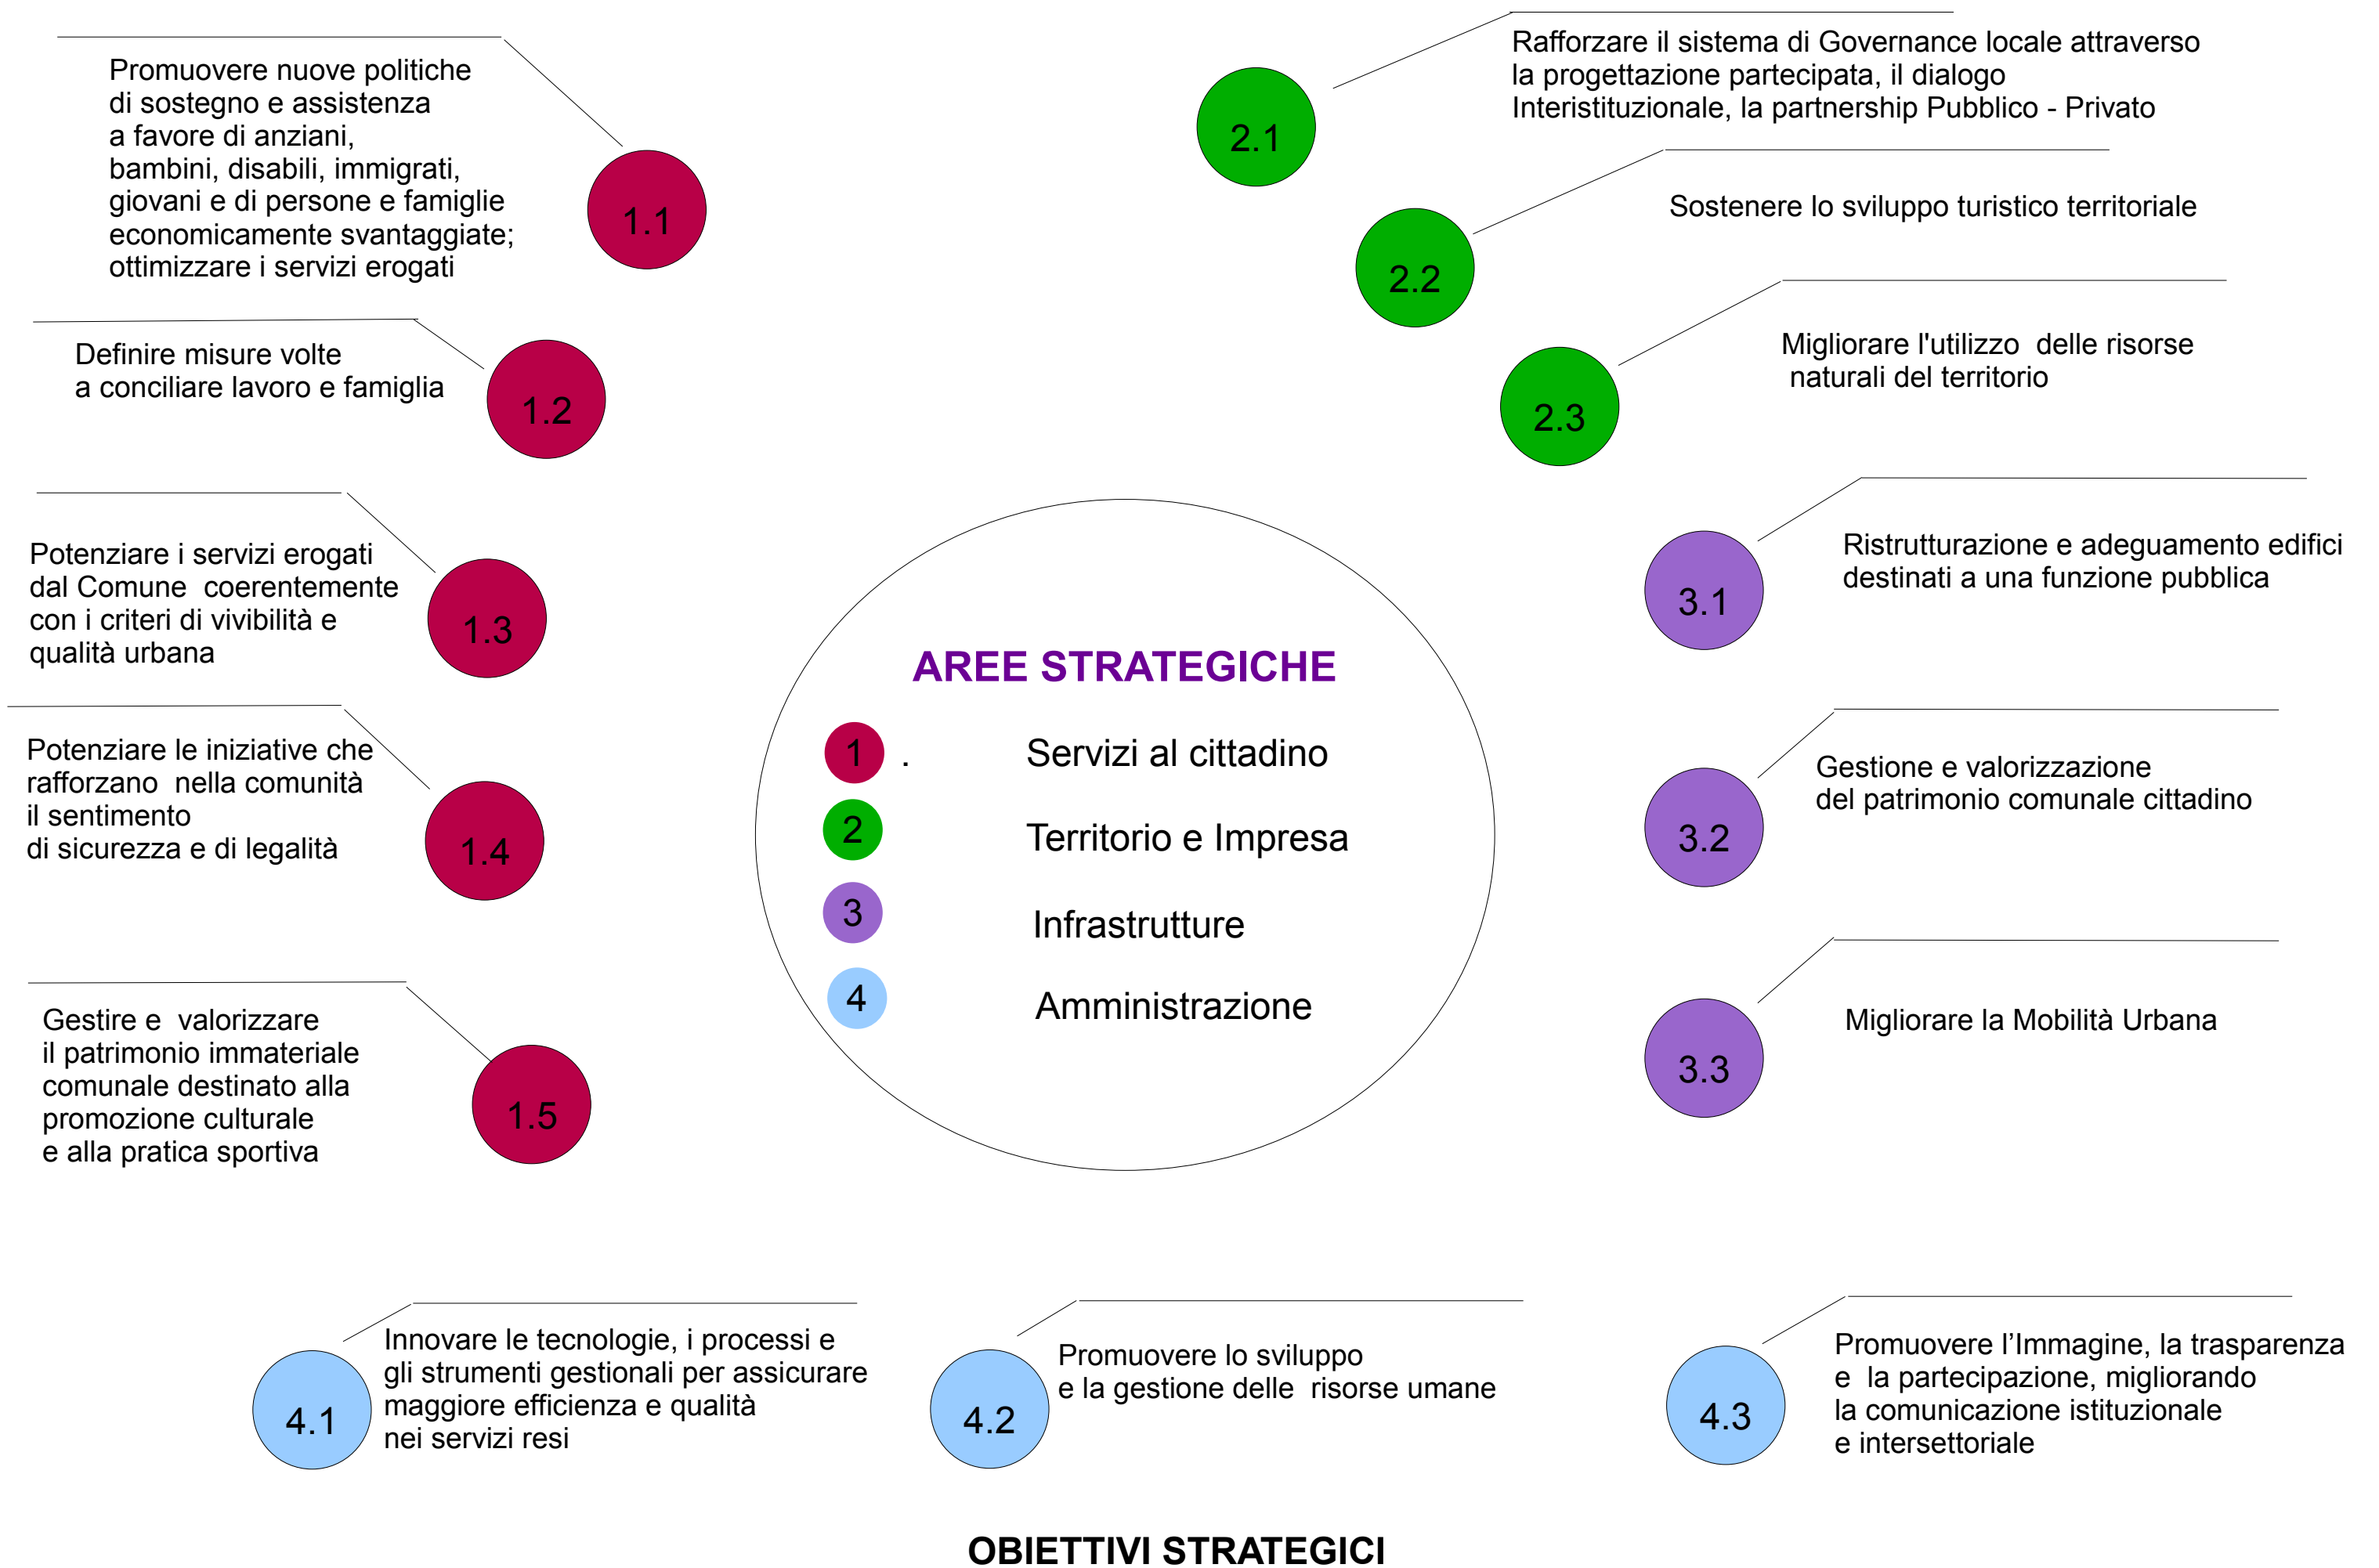 Promuovere nuove politiche
di sostegno e assistenza
a favore di anziani,
bambini, disabili, immigrati,
giovani e di persone e famiglie
economicamente svantaggiate;
ottimizzare i servizi erogati
1.1
Definire misure volte
a conciliare lavoro e famiglia
1.2
Potenziare i servizi erogati
dal Comune  coerentemente
con i criteri di vivibilità e
qualità urbana
1.3
Potenziare le iniziative che
rafforzano  nella comunità
il sentimento
di sicurezza e di legalità
1.4
Gestire e  valorizzare
il patrimonio immateriale
comunale destinato alla
promozione culturale
e alla pratica sportiva
1.5
Rafforzare il sistema di Governance locale attraverso
la progettazione partecipata, il dialogo
Interistituzionale, la partnership Pubblico - Privato
2.1
Sostenere lo sviluppo turistico territoriale
2.2
Migliorare l'utilizzo  delle risorse
naturali del territorio
2.3
AREE STRATEGICHE
1 . Servizi al cittadino
2 Territorio e Impresa
3 Infrastrutture
4 Amministrazione
Ristrutturazione e adeguamento edifici
destinati a una funzione pubblica
3.1
Gestione e valorizzazione
del patrimonio comunale cittadino
3.2
Migliorare la Mobilità Urbana
3.3
Innovare le tecnologie, i processi e
gli strumenti gestionali per assicurare
maggiore efficienza e qualità
nei servizi resi
4.1
Promuovere lo sviluppo
e la gestione delle  risorse umane
4.2
Promuovere l’Immagine, la trasparenza
e  la partecipazione, migliorando
la comunicazione istituzionale
e intersettoriale
4.3
OBIETTIVI STRATEGICI